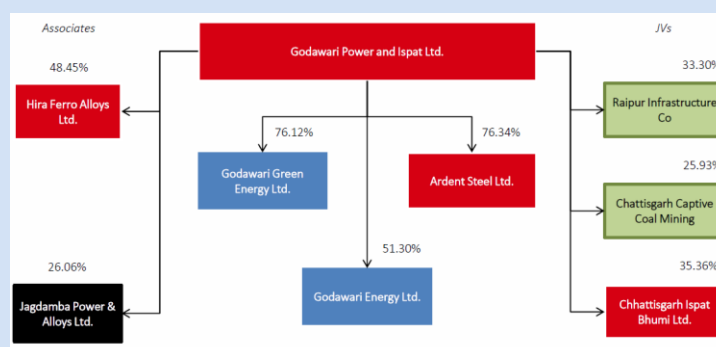 Associates
JVs
Godawari Power and Ispat Ltd.
48.45%
33.30%
Hira Ferro Alloys
Ltd.
Raipur Infrastructure
Co
76.12%
76.34%
Godawari Green
Energy Ltd.
Ardent Steel Ltd.
25.93%
Chattisgarh Captive
Coal Mining
51.30%
26.06%
35.36%
Jagdamba Power &
Alloys Ltd.
Godawari Energy Ltd.
Chhattisgarh Ispat
Bhumi Ltd.